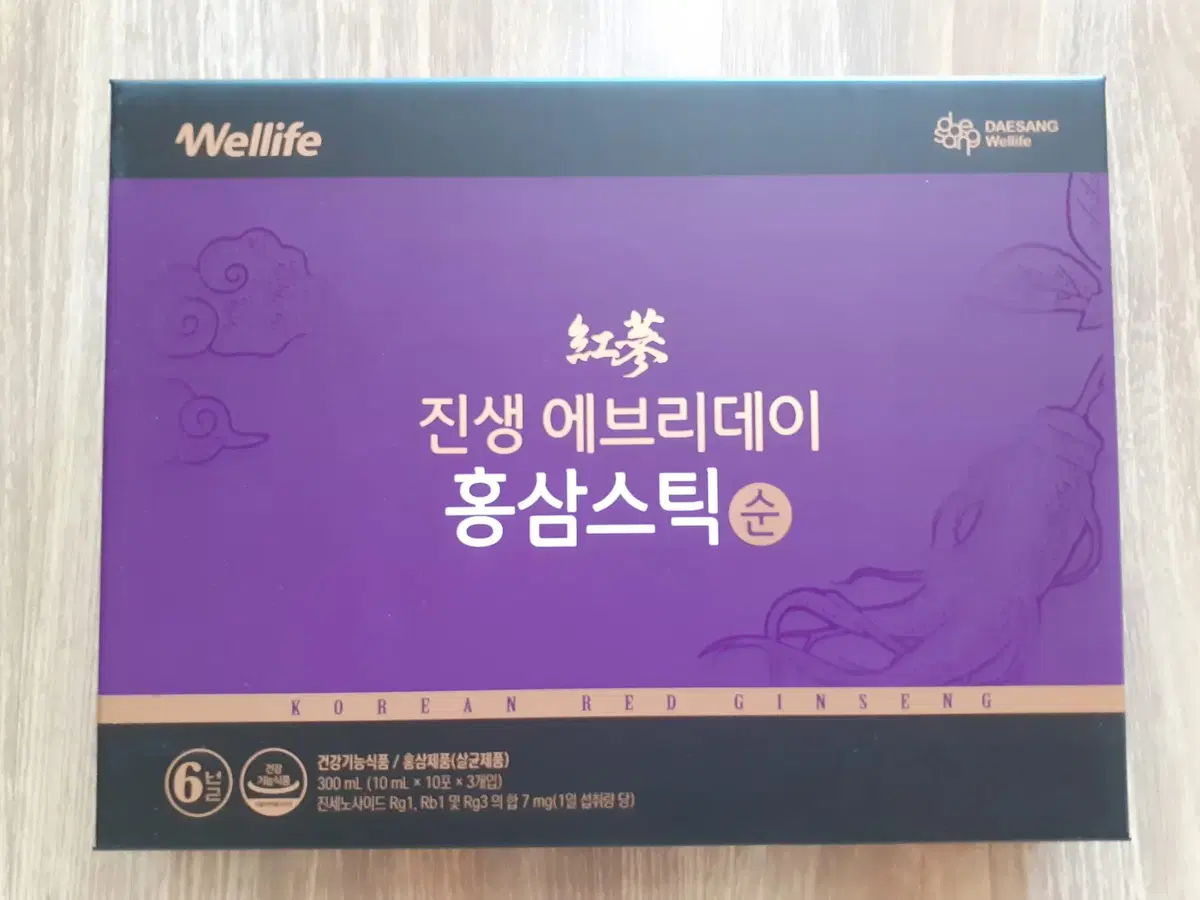 Wellife
daesang DAESANG
Wellife
紅蔘
진생 에브리데이
홍삼스틱 순
KOREAN RED GINSENG
6년근
건강
기능식품
건강기능식품 / 홍삼제품(살균제품)
300 mL (10 mL × 10포 × 3개입)
진세노사이드 Rg1, Rb1 및 Rg3 의 합 7 mg(1일 섭취량 당)